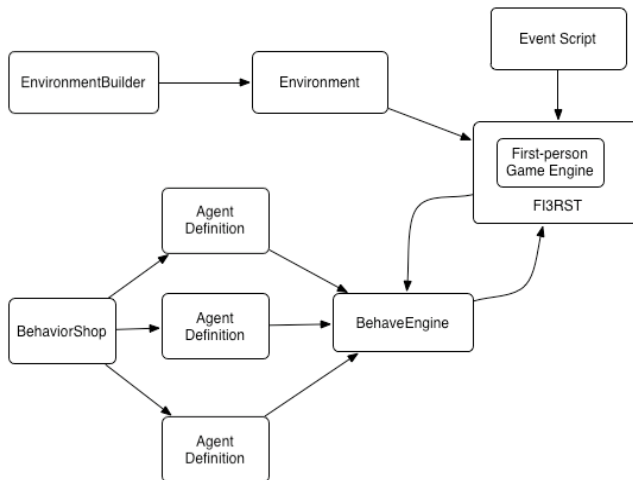 Event Script
EnvironmentBuilder
Environment
First-person
Game Engine
FI3RST
Agent
Definition
BehaviorShop
Agent
Definition
BehaveEngine
Agent
Definition